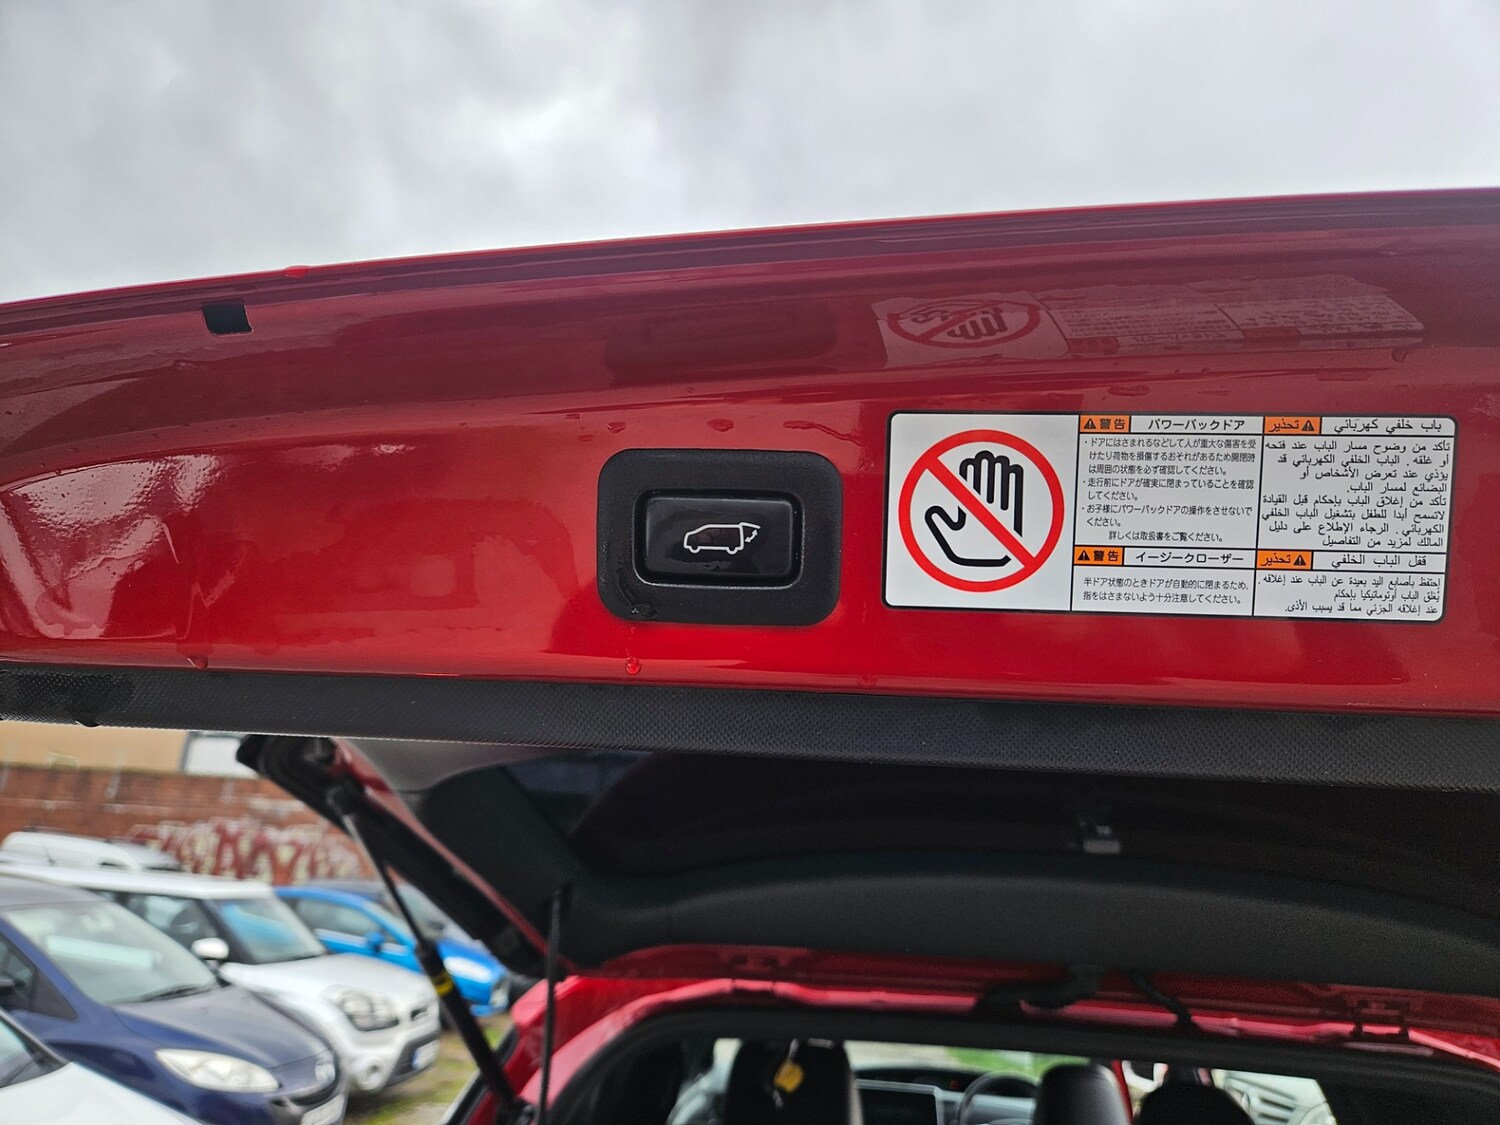 警告 パワーバックドア
・ドアにはさまれるなどして人が重大な傷害を受
けたり荷物を損傷するおそれがあるため開閉時
は周囲の状態を必ず確認してください。
・走行前にドアが確実に閉まっていることを確認
してください。
・お子様にパワーバックドアの操作をさせないで
ください。
詳しくは取扱書をご覧ください。
警告 イージークローザー
半ドア状態のときドアが自動的に閉まるため、
指をはさまないよう十分注意してください。
تحذير باب خلفي كهربائي
تأكد من وضوح مسار الباب عند فتحه
أو غلقه . الباب الخلفي الكهربائي قد
يؤذي عند تعرض الأشخاص أو
البضائع لمسار الباب.
تأكد من إغلاق الباب بإحكام قبل القيادة
لاتسمح أبدا للطفل بتشغيل الباب الخلفي
الكهربائي . الرجاء الإطلاع على دليل
المالك لمزيد من التفاصيل
تحذير قفل الباب الخلفي
إحتفظ بأصابع اليد بعيدة عن الباب عند إغلاقه .
يُغلق الباب أوتوماتيكيا بإحكام
عند إغلاقه الجزئي مما قد يسبب الأذى.